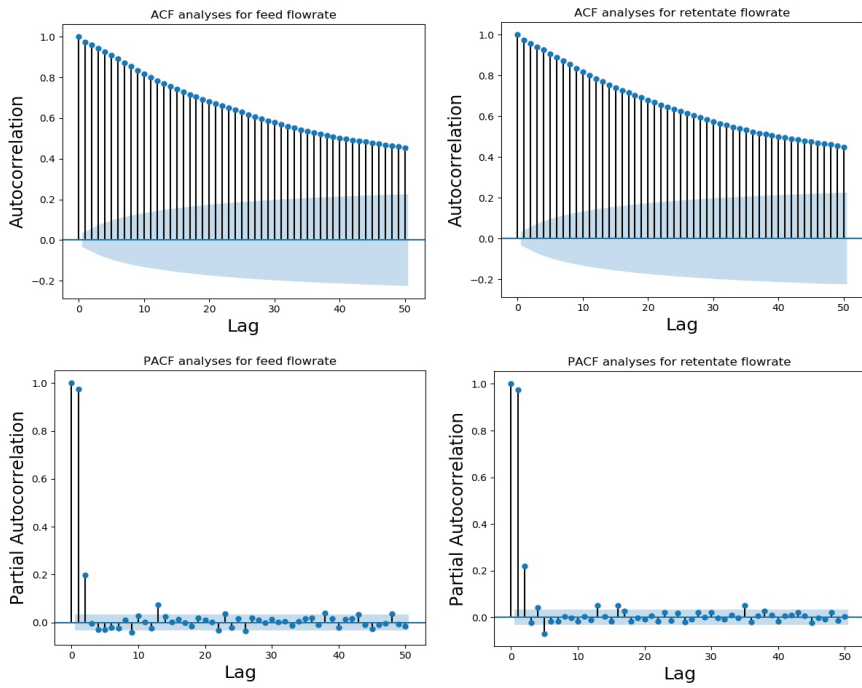 ACF analyses for feed flowrate
1.0
0.8
0.6
0.4
0.2
0.0
−0.2
Autocorrelation
0 10 20 30 40 50
Lag
ACF analyses for retentate flowrate
1.0
0.8
0.6
0.4
0.2
0.0
−0.2
Autocorrelation
0 10 20 30 40 50
Lag
PACF analyses for feed flowrate
1.0
0.8
0.6
0.4
0.2
0.0
Partial Autocorrelation
0 10 20 30 40 50
Lag
PACF analyses for retentate flowrate
1.0
0.8
0.6
0.4
0.2
0.0
Partial Autocorrelation
0 10 20 30 40 50
Lag